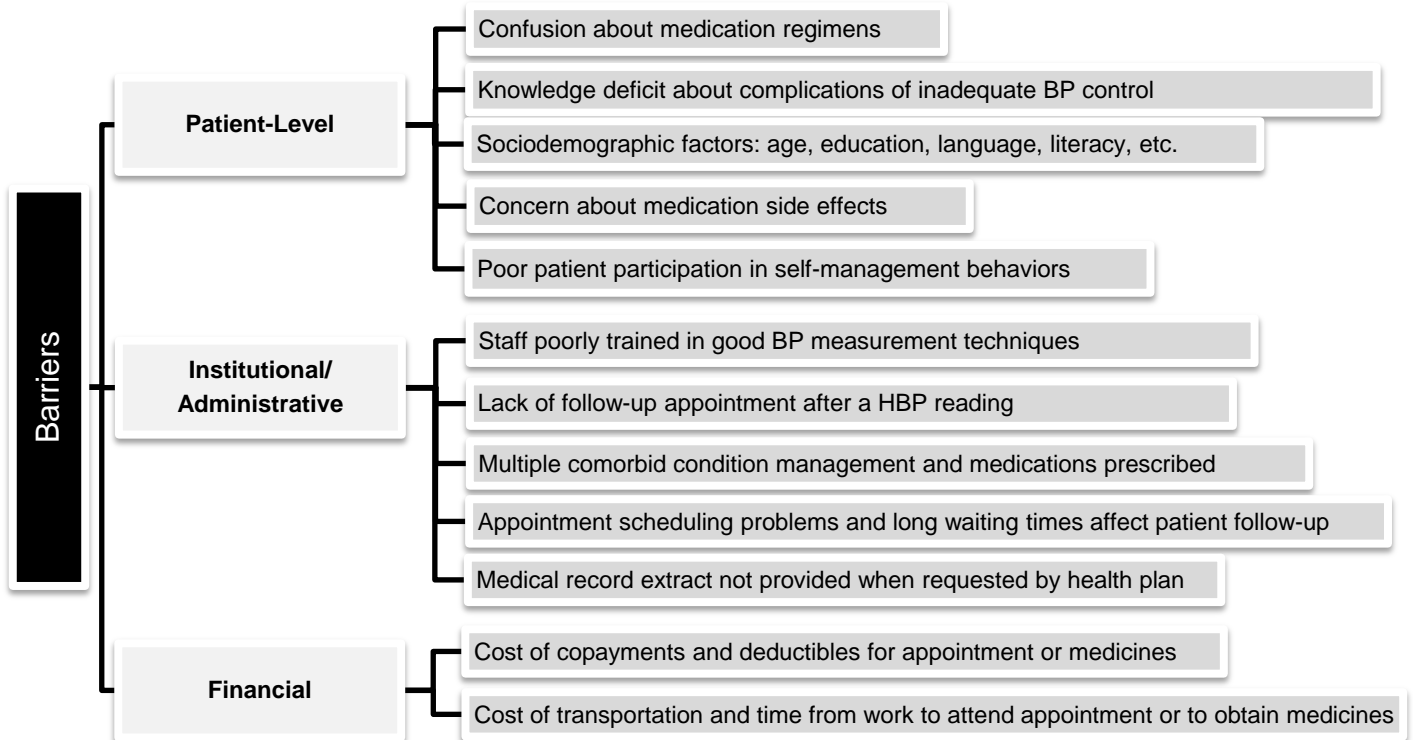 Barriers
Patient-Level
Confusion about medication regimens
Knowledge deficit about complications of inadequate BP control
Sociodemographic factors: age, education, language, literacy, etc.
Concern about medication side effects
Poor patient participation in self-management behaviors
Institutional/
Administrative
Staff poorly trained in good BP measurement techniques
Lack of follow-up appointment after a HBP reading
Multiple comorbid condition management and medications prescribed
Appointment scheduling problems and long waiting times affect patient follow-up
Medical record extract not provided when requested by health plan
Financial
Cost of copayments and deductibles for appointment or medicines
Cost of transportation and time from work to attend appointment or to obtain medicines